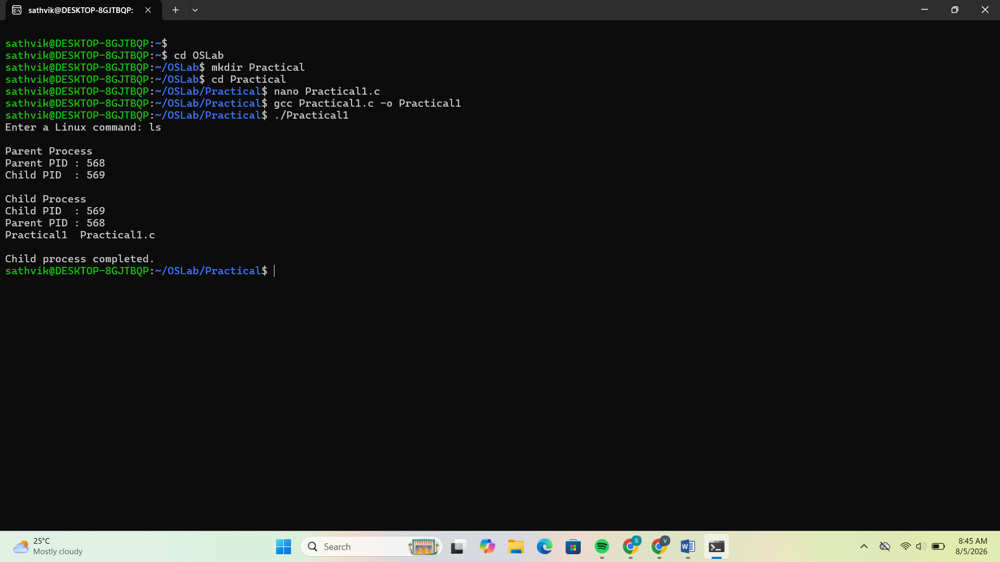 sathvik@DESKTOP-8GJTBQP:
sathvik@DESKTOP-8GJTBQP:~$
sathvik@DESKTOP-8GJTBQP:~$ cd OSLab
sathvik@DESKTOP-8GJTBQP:~/OSLab$ mkdir Practical
sathvik@DESKTOP-8GJTBQP:~/OSLab$ cd Practical
sathvik@DESKTOP-8GJTBQP:~/OSLab/Practical$ nano Practical1.c
sathvik@DESKTOP-8GJTBQP:~/OSLab/Practical$ gcc Practical1.c -o Practical1
sathvik@DESKTOP-8GJTBQP:~/OSLab/Practical$ ./Practical1
Enter a Linux command: ls
Parent Process
Parent PID : 568
Child PID  : 569
Child Process
Child PID  : 569
Parent PID : 568
Practical1  Practical1.c
Child process completed.
sathvik@DESKTOP-8GJTBQP:~/OSLab/Practical$
25°C
Mostly cloudy
Search
S
V
W
8:45 AM
8/5/2026